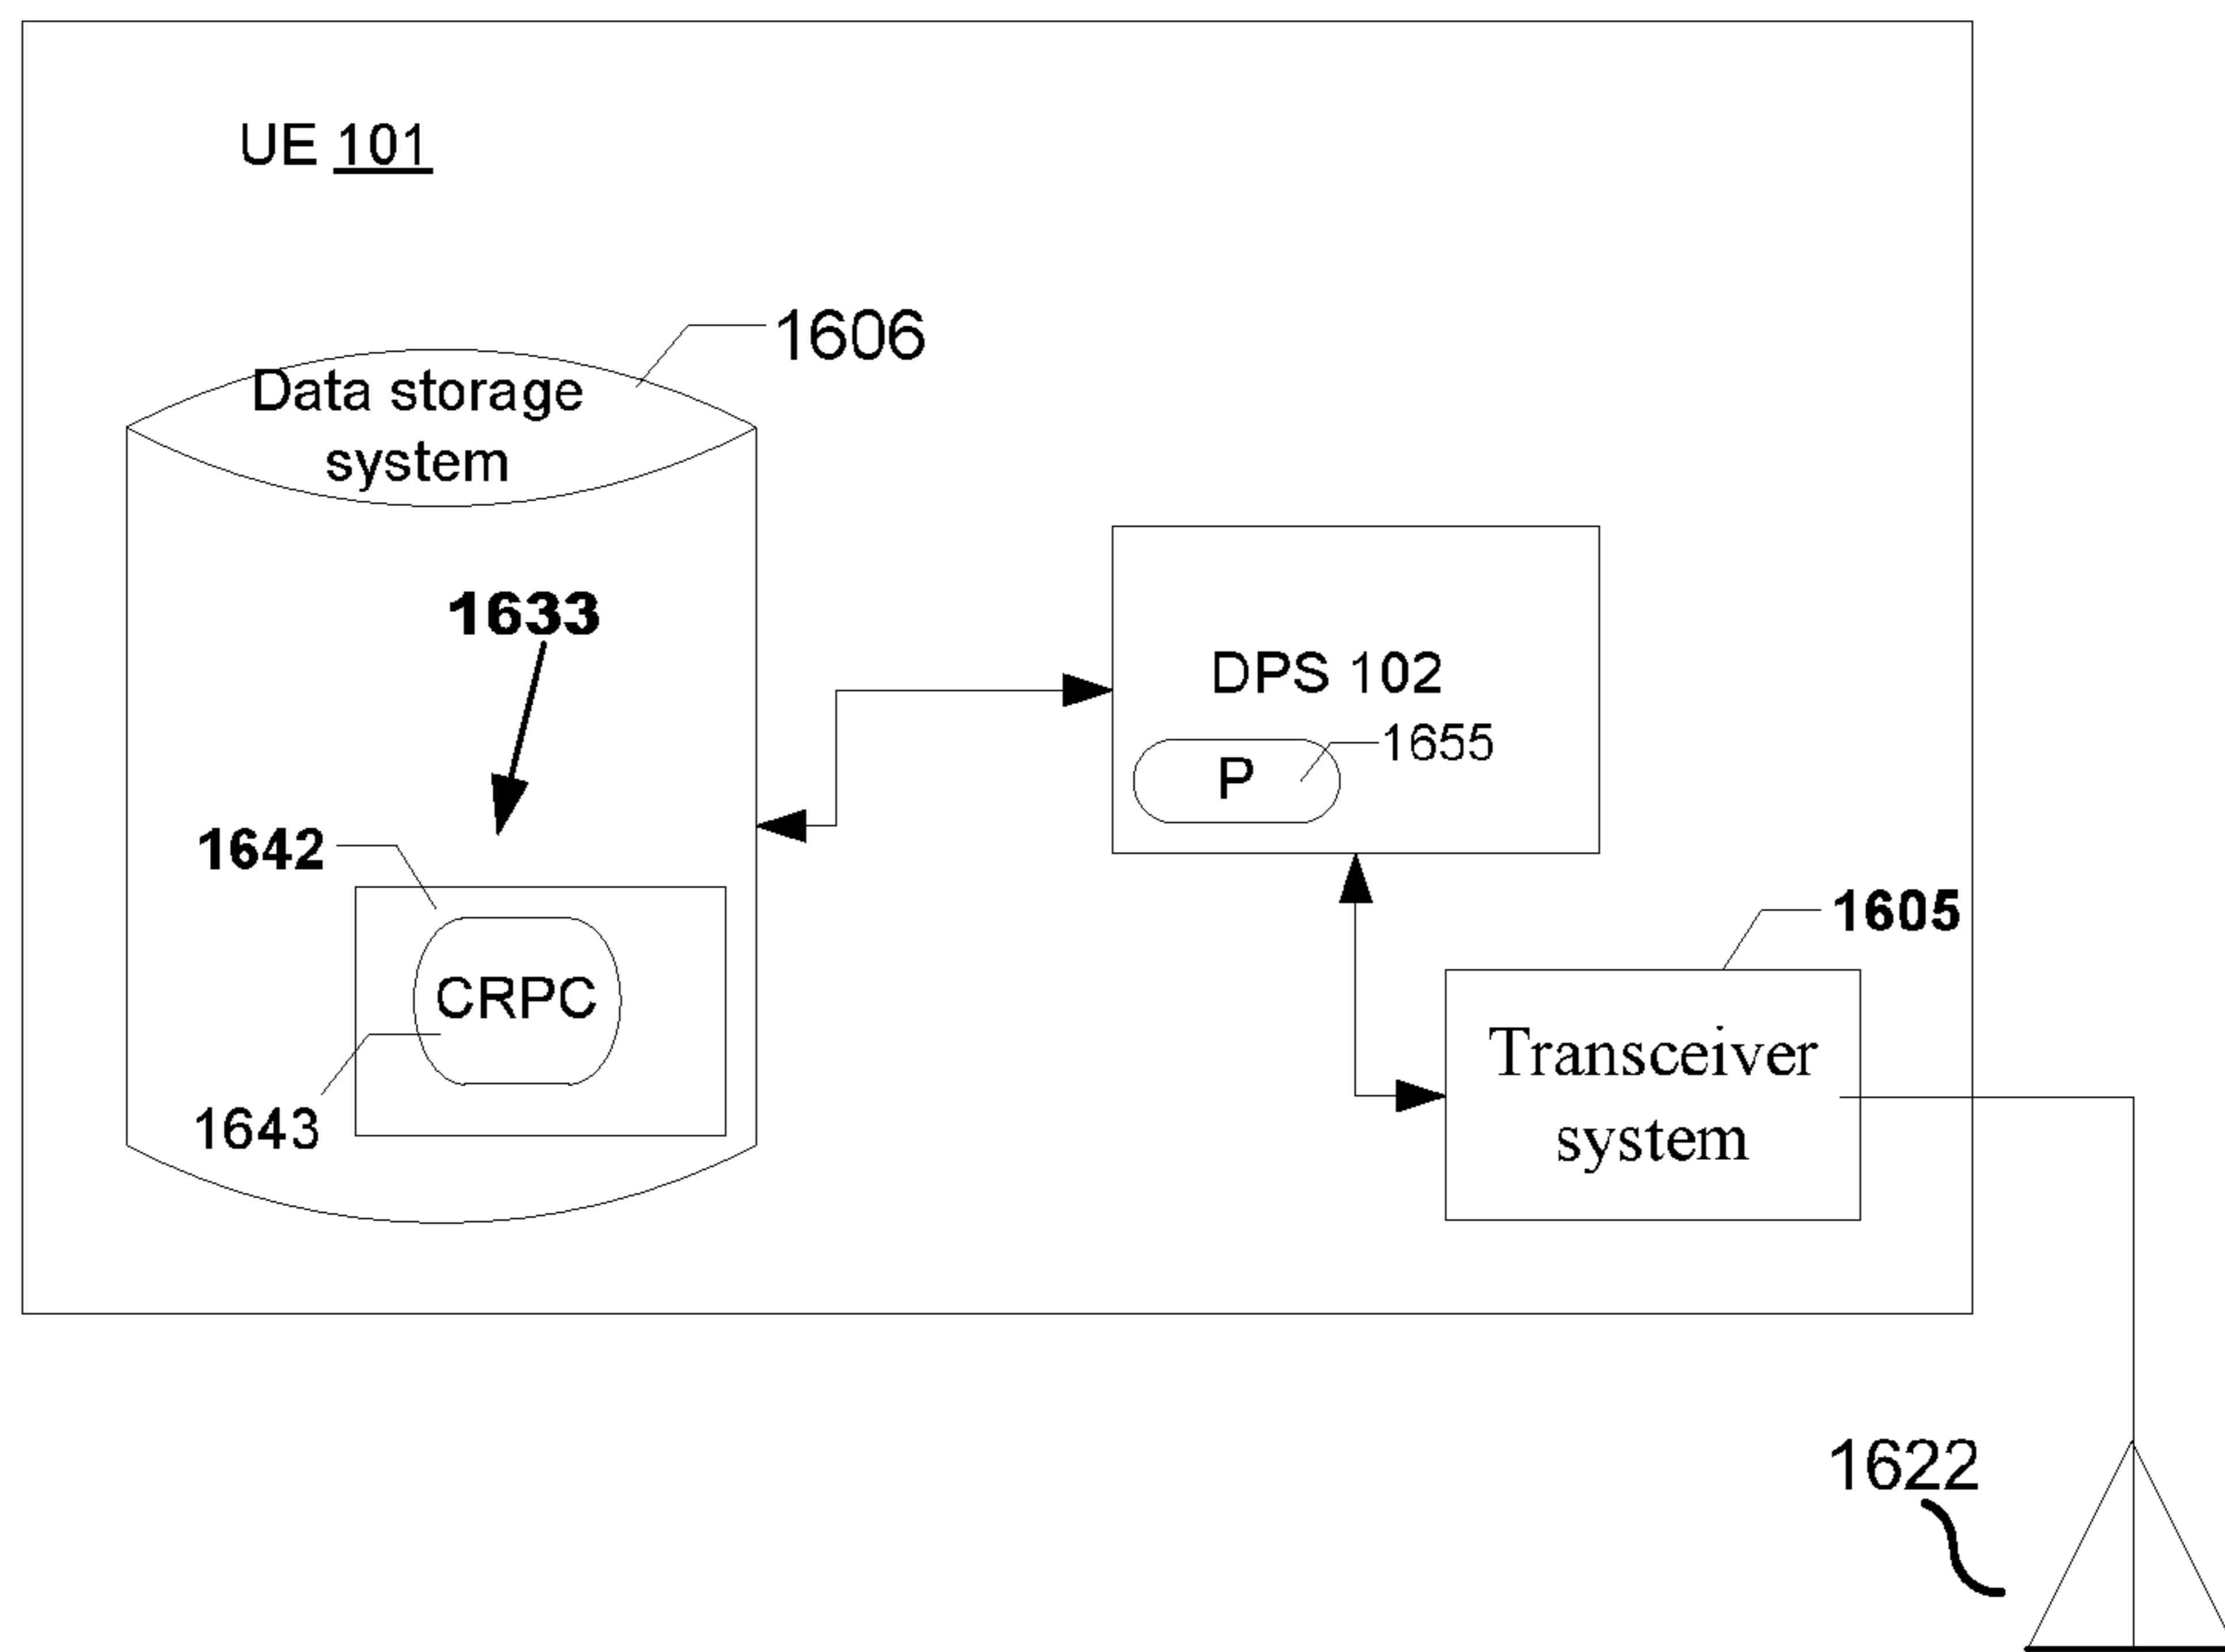 UE 101
1606
Data storage
system
1633
DPS 102
1655
P
1642
1605
CRPC
Transceiver
system
1643
1622